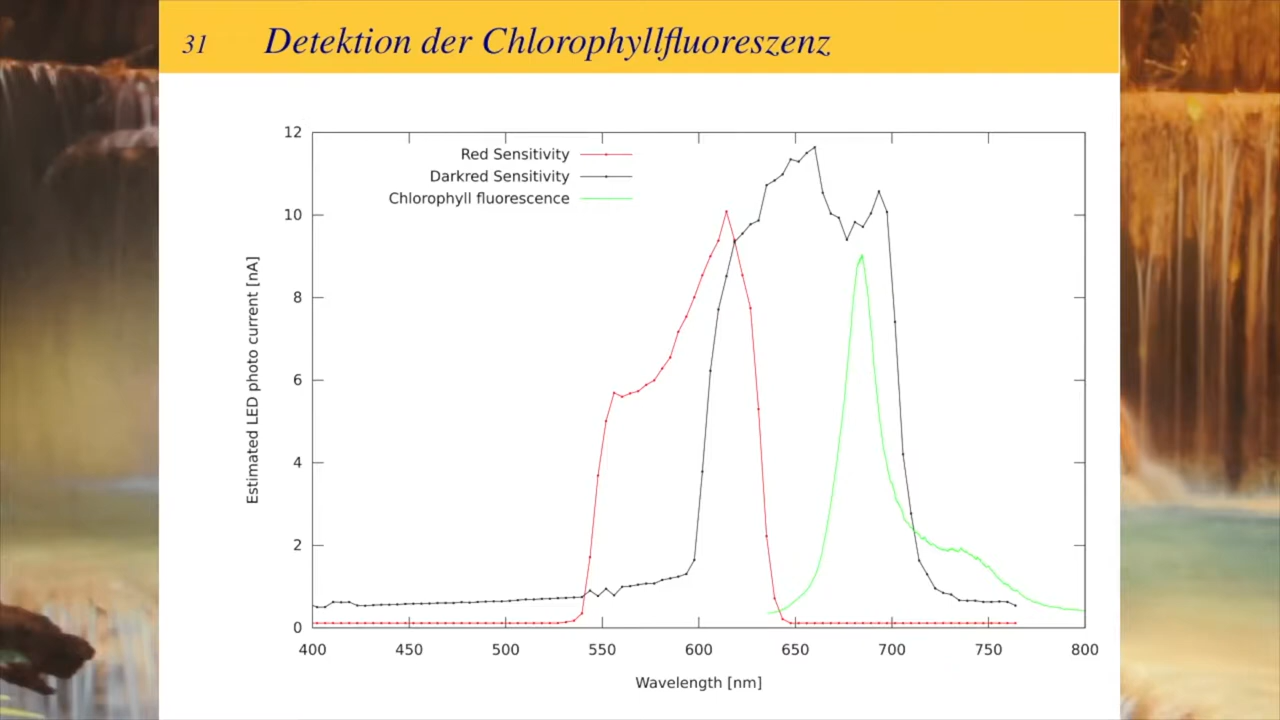 31 Detektion der Chlorophyllfluoreszenz
12
10
8
6
4
2
0
Estimated LED photo current [nA]
Red Sensitivity
Darkred Sensitivity
Chlorophyll fluorescence
400 450 500 550 600 650 700 750 800
Wavelength [nm]